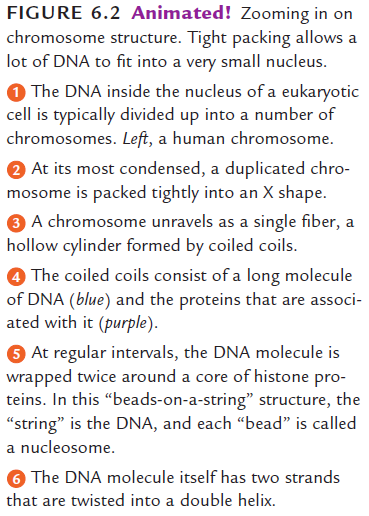 FIGURE 6.2 Animated! Zooming in on
chromosome structure. Tight packing allows a
lot of DNA to fit into a very small nucleus.
1 The DNA inside the nucleus of a eukaryotic
cell is typically divided up into a number of
chromosomes. Left, a human chromosome.
2 At its most condensed, a duplicated chro-
mosome is packed tightly into an X shape.
3 A chromosome unravels as a single fiber, a
hollow cylinder formed by coiled coils.
4 The coiled coils consist of a long molecule
of DNA (blue) and the proteins that are associ-
ated with it (purple).
5 At regular intervals, the DNA molecule is
wrapped twice around a core of histone pro-
teins. In this “beads-on-a-string” structure, the
“string” is the DNA, and each “bead” is called
a nucleosome.
6 The DNA molecule itself has two strands
that are twisted into a double helix.